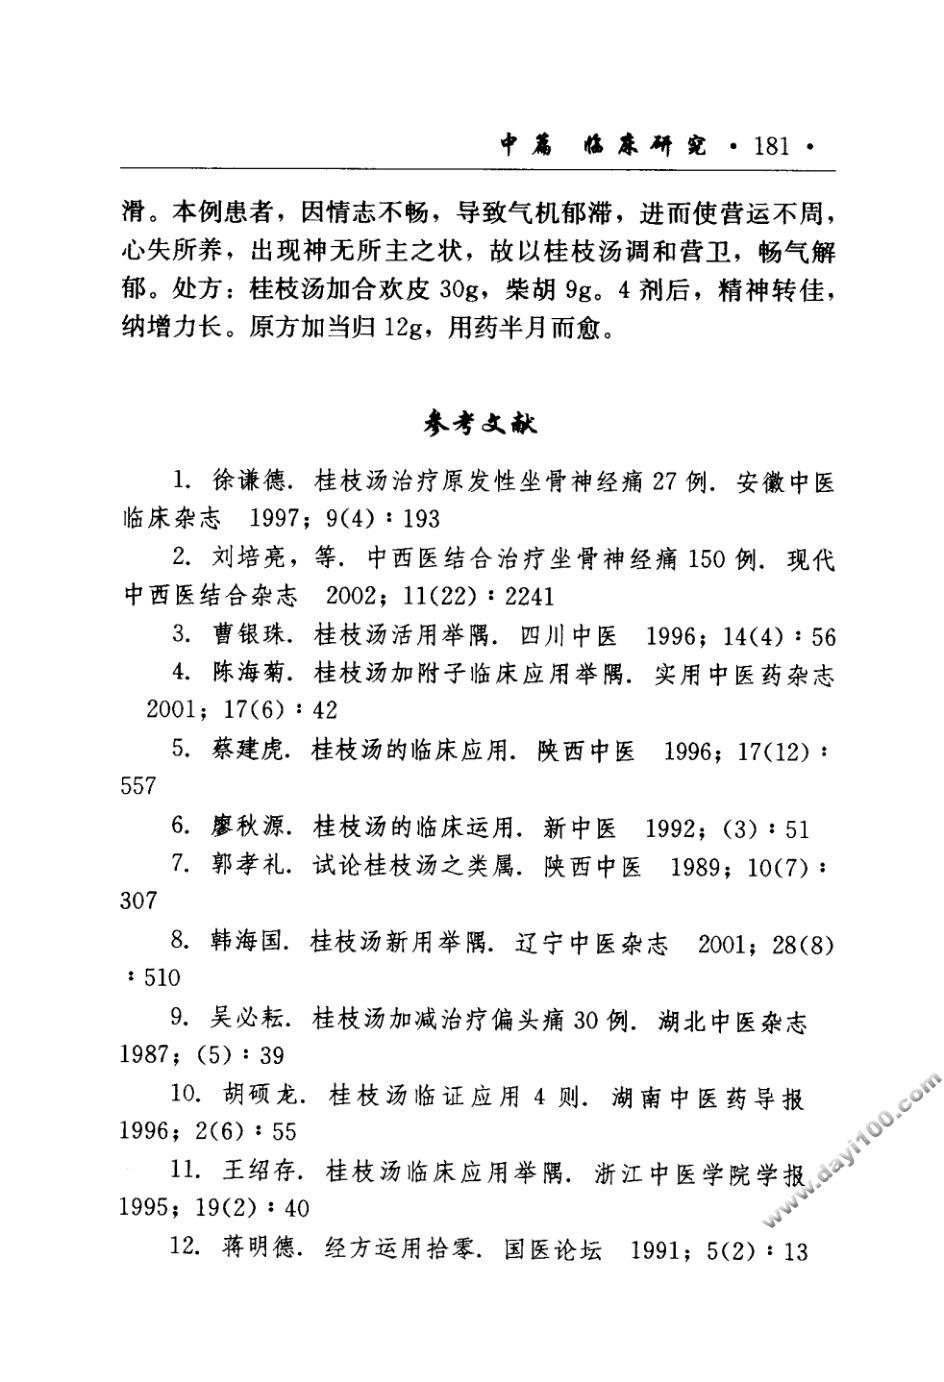 中篇 临床研究 · 181 ·
滑。本例患者，因情志不畅，导致气机郁滞，进而使营运不周，
心失所养，出现神无所主之状，故以桂枝汤调和营卫，畅气解
郁。处方：桂枝汤加合欢皮 30g，柴胡 9g。4 剂后，精神转佳，
纳增力长。原方加当归 12g，用药半月而愈。
参考文献
1. 徐谦德. 桂枝汤治疗原发性坐骨神经痛 27 例. 安徽中医
临床杂志 1997；9(4)：193
2. 刘培亮，等. 中西医结合治疗坐骨神经痛 150 例. 现代
中西医结合杂志 2002；11(22)：2241
3. 曹银珠. 桂枝汤活用举隅. 四川中医 1996；14(4)：56
4. 陈海菊. 桂枝汤加附子临床应用举隅. 实用中医药杂志
2001；17(6)：42
5. 蔡建虎. 桂枝汤的临床应用. 陕西中医 1996；17(12)：
557
6. 廖秋源. 桂枝汤的临床运用. 新中医 1992；(3)：51
7. 郭孝礼. 试论桂枝汤之类属. 陕西中医 1989；10(7)：
307
8. 韩海国. 桂枝汤新用举隅. 辽宁中医杂志 2001；28(8)
：510
9. 吴必耘. 桂枝汤加减治疗偏头痛 30 例. 湖北中医杂志
1987；(5)：39
10. 胡硕龙. 桂枝汤临证应用 4 则. 湖南中医药导报
1996；2(6)：55
11. 王绍存. 桂枝汤临床应用举隅. 浙江中医学院学报
1995；19(2)：40
12. 蒋明德. 经方运用拾零. 国医论坛 1991；5(2)：13
www.dayi100.com